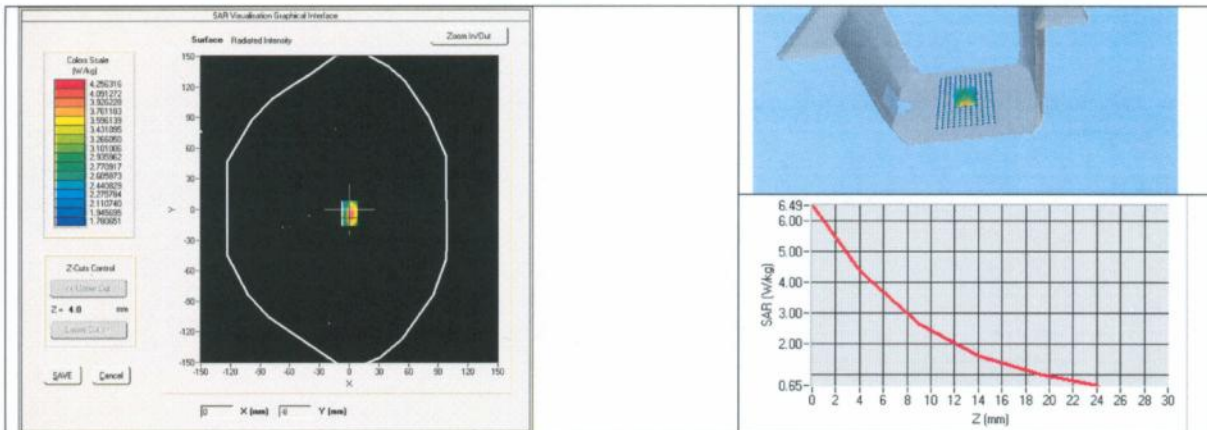 SAR Visualisation Graphical Interface
Surface Radiated Intensity
Zoom In/Out
Colors Scale
(W/kg)
4.256316
4.091272
3.926228
3.761183
3.596139
3.431095
3.266050
3.101006
2.935962
2.770917
2.605873
2.440829
2.275784
2.110740
1.945695
1.780651
150
120
90
60
30
0
-30
-60
-90
-120
-150
Y
-150 -120 -90 -60 -30 0 30 60 90 120 150
X
Z-Cuts Control
Z = 4.0 mm
SAVE Cancel
0 X (mm) Y (mm)
6.49
6.00
5.00
4.00
3.00
2.00
0.65
SAR (W/kg)
0 2 4 6 8 10 12 14 16 18 20 22 24 26 28 30
Z (mm)